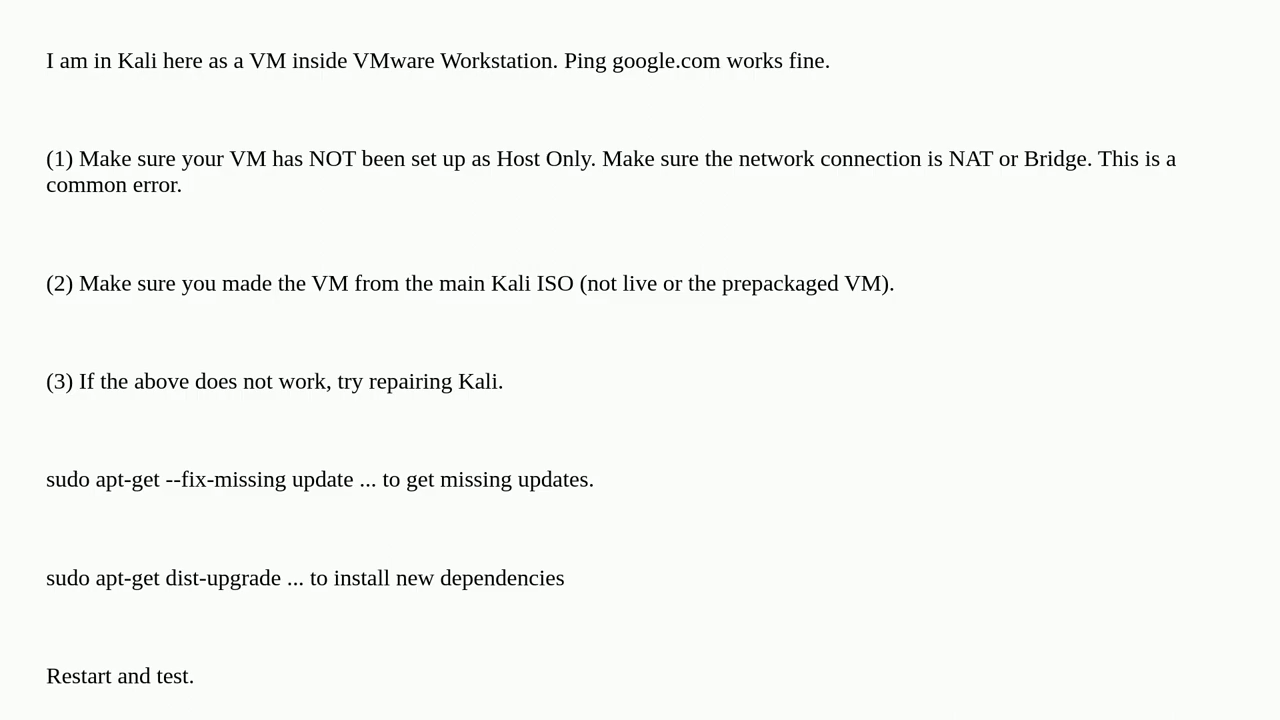 I am in Kali here as a VM inside VMware Workstation. Ping google.com works fine.
(1) Make sure your VM has NOT been set up as Host Only. Make sure the network connection is NAT or Bridge. This is a
common error.
(2) Make sure you made the VM from the main Kali ISO (not live or the prepackaged VM).
(3) If the above does not work, try repairing Kali.
sudo apt-get --fix-missing update ... to get missing updates.
sudo apt-get dist-upgrade ... to install new dependencies
Restart and test.